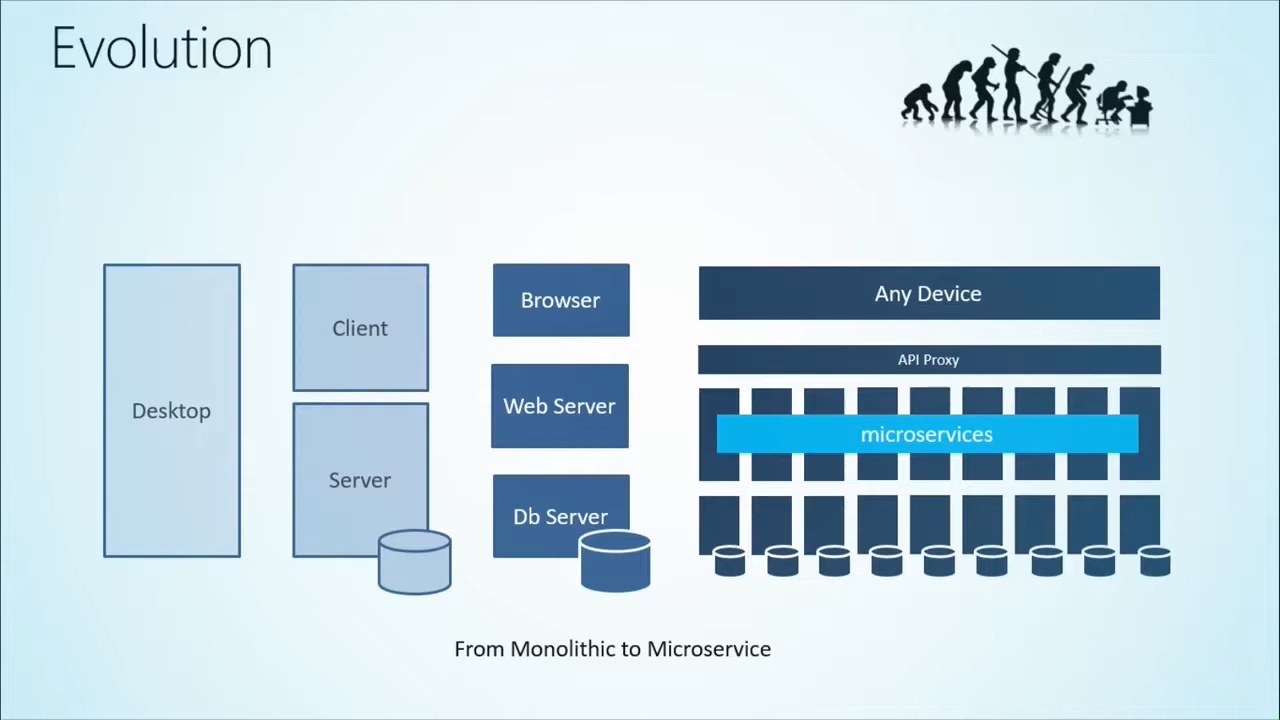 Evolution
Desktop
Client
Server
Browser
Web Server
Db Server
Any Device
API Proxy
microservices
From Monolithic to Microservice